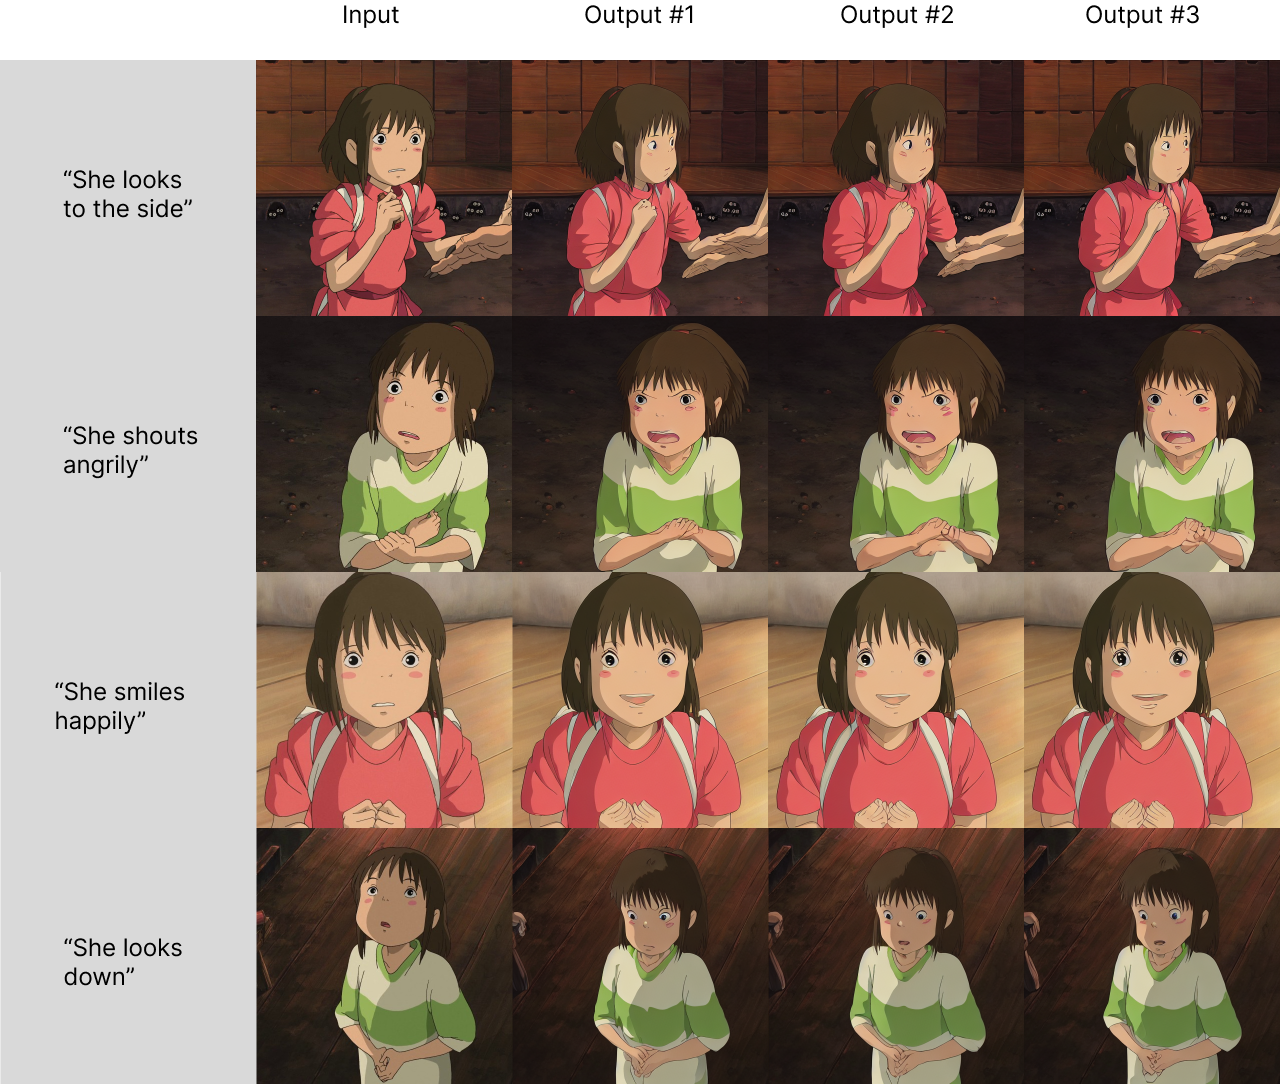 Input
Output #1
Output #2
Output #3
“She looks
to the side”
“She shouts
angrily”
“She smiles
happily”
“She looks
down”